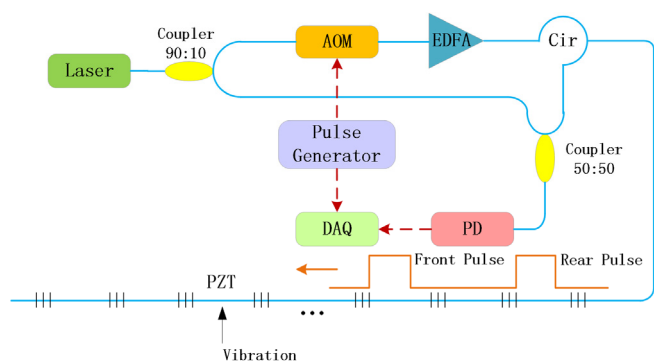 Coupler
90:10
AOM
EDFA
Cir
Laser
Pulse
Generator
Coupler
50:50
DAQ
PD
Front Pulse
Rear Pulse
PZT
...
Vibration